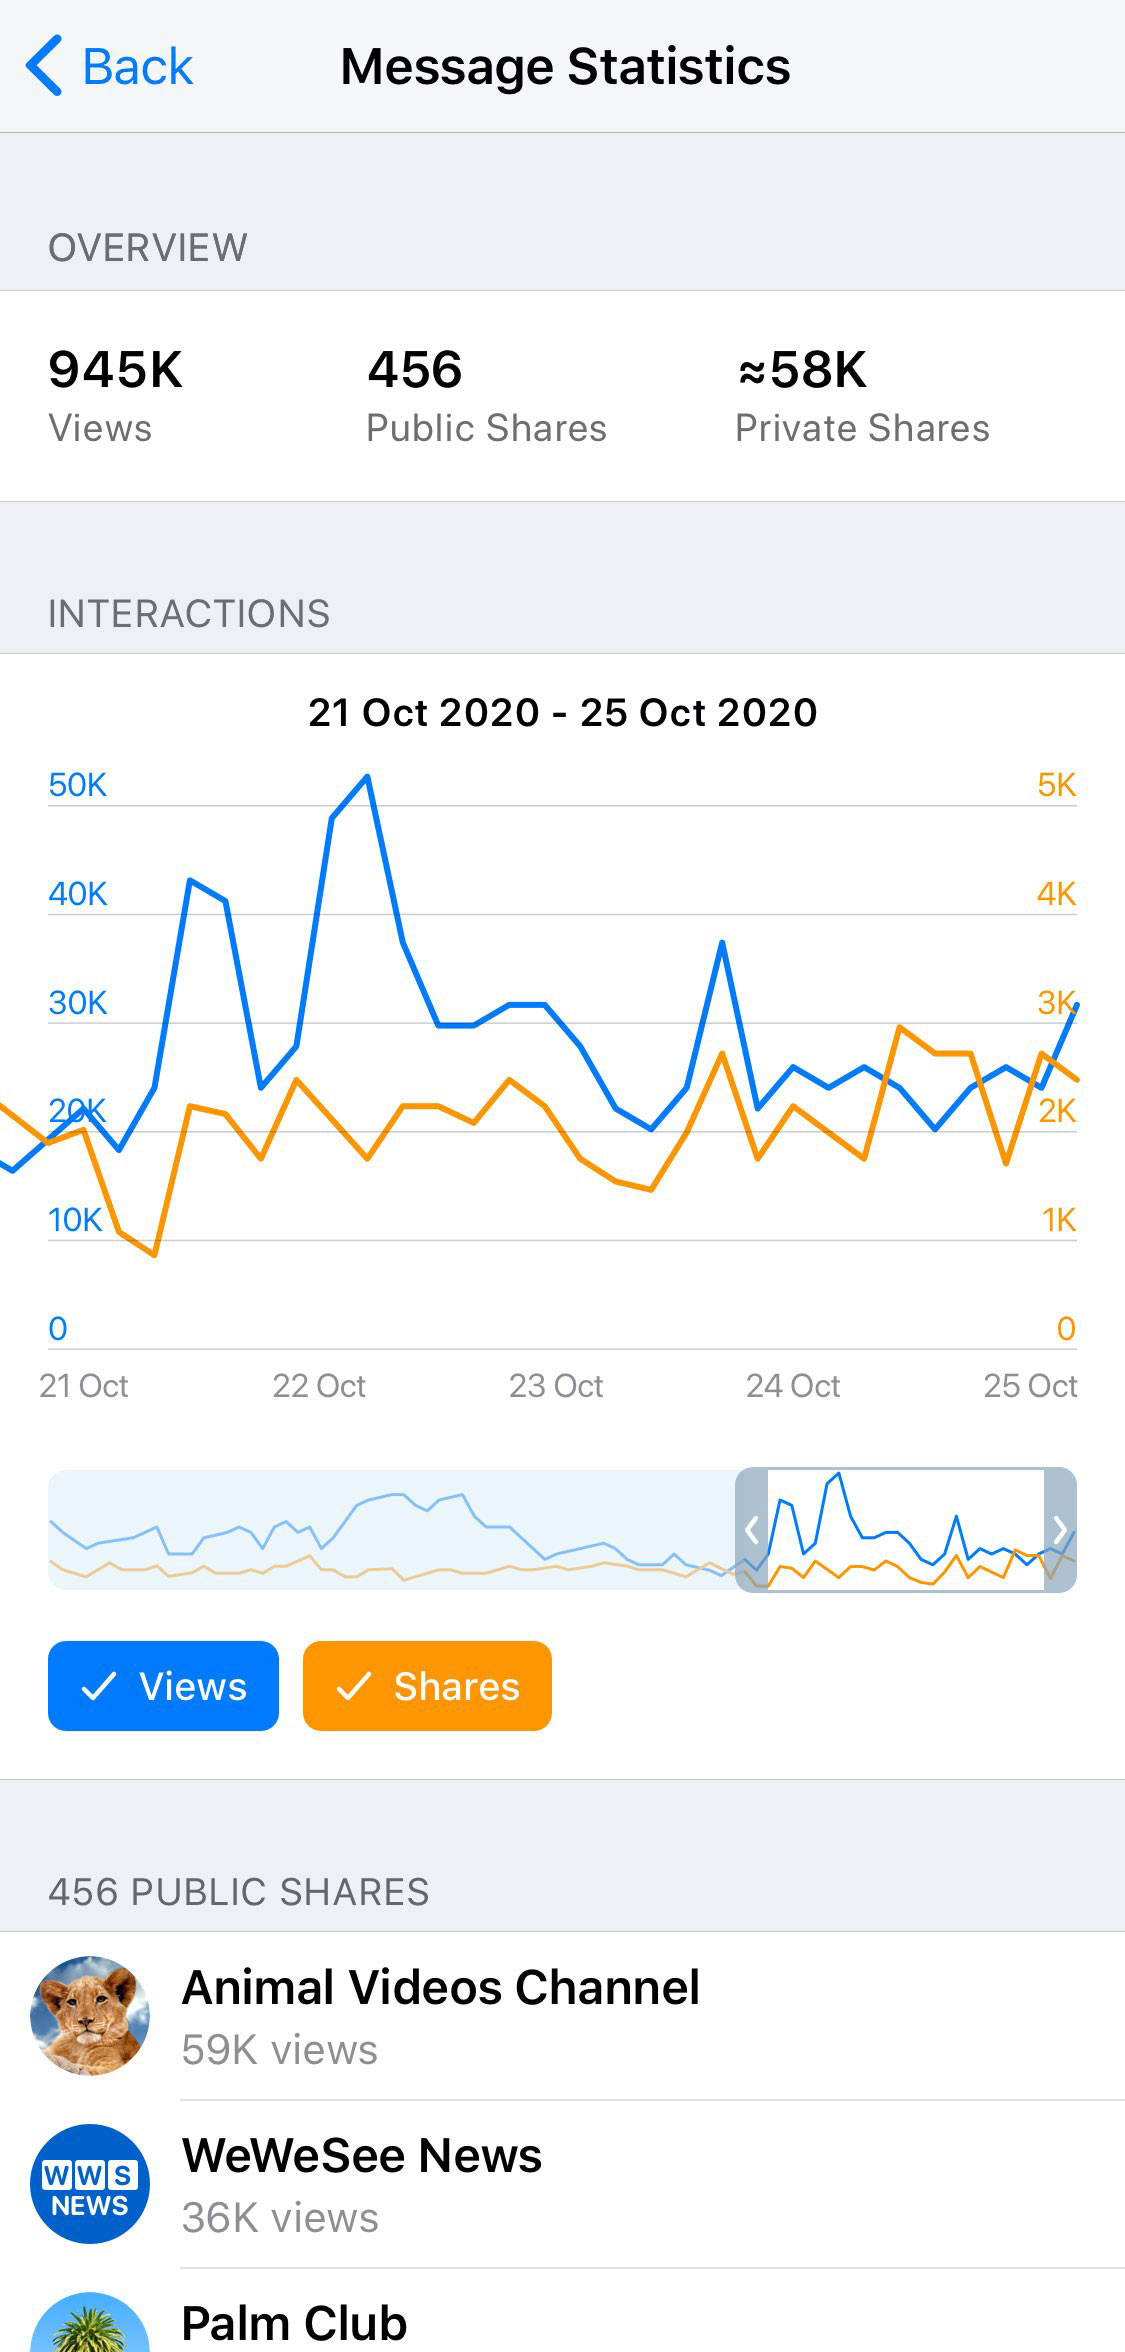 Back Message Statistics
OVERVIEW
945K 456 ≈58K
Views Public Shares Private Shares
INTERACTIONS
21 Oct 2020 - 25 Oct 2020
50K 5K
40K 4K
30K 3K
20K 2K
10K 1K
0 0
21 Oct 22 Oct 23 Oct 24 Oct 25 Oct
Views Shares
456 PUBLIC SHARES
Animal Videos Channel
59K views
WWS
NEWS
WeWeSee News
36K views
Palm Club